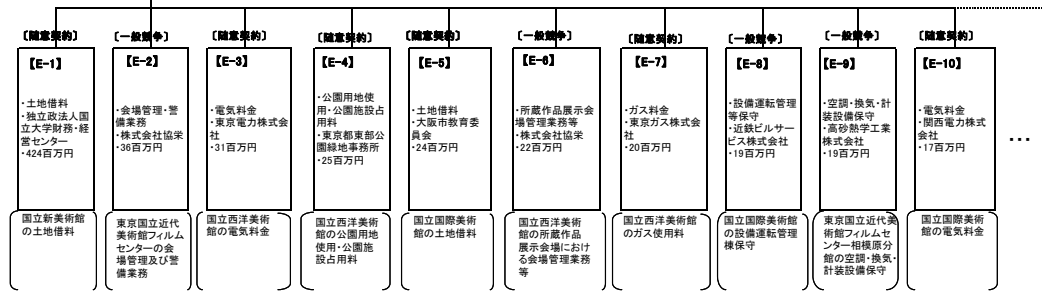 〔随意契約〕
【E-1】
・土地借料
・独立政法人国
立大学財務・経
営センター
・424百万円
国立新美術館
の土地借料
〔一般競争〕
【E-2】
・会場管理・警
備業務
・株式会社協栄
・36百万円
東京国立近代
美術館フィルム
センターの会
場管理及び警
備業務
〔随意契約〕
【E-3】
・電気料金
・東京電力株式会
社
・31百万円
国立西洋美術
館の電気料金
〔随意契約〕
【E-4】
・公園用地使
用・公園施設占
用料
・東京都東部公
園緑地事務所
・25百万円
国立西洋美術
館の公園用地
使用・公園施
設占用料
〔随意契約〕
【E-5】
・土地借料
・大阪市教育委
員会
・24百万円
国立国際美術
館の土地借料
〔一般競争〕
【E-6】
・所蔵作品展示会
場管理業務等
・株式会社協栄
・22百万円
国立西洋美術
館の所蔵作品
展示会場におけ
る会場管理業務
等
〔随意契約〕
【E-7】
・ガス料金
・東京ガス株式会
社
・20百万円
国立西洋美術館
のガス使用料
〔一般競争〕
【E-8】
・設備運転管理
等保守
・近鉄ビルサー
ビス株式会社
・19百万円
国立国際美術館
の設備運転管理
棟保守
〔一般競争〕
【E-9】
・空調・換気・計
装設備保守
・高砂熱学工業
株式会社
・19百万円
東京国立近代美
術館フィルムセ
ンター相模原分
館の空調・換気・
計装設備保守
〔随意契約〕
【E-10】
・電気料金
・関西電力株式
会社
・17百万円
国立国際美術
館の電気料金
…